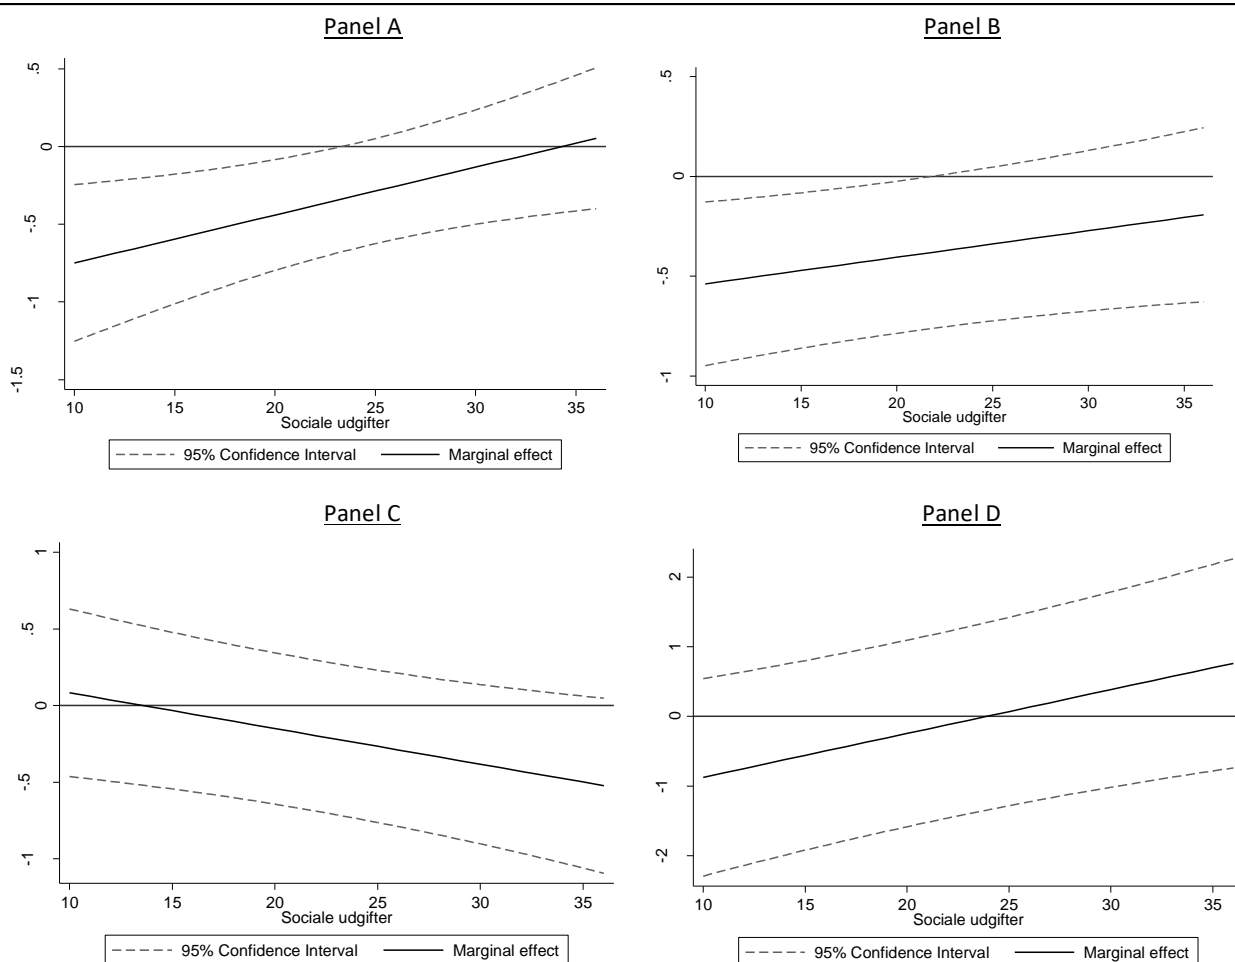 Panel A
.5
0
-.5
-1
-1.5
10 15 20 25 30 35
Sociale udgifter
95% Confidence Interval Marginal effect
Panel B
.5
0
-.5
-1
10 15 20 25 30 35
Sociale udgifter
95% Confidence Interval Marginal effect
Panel C
1
.5
0
-.5
-1
10 15 20 25 30 35
Sociale udgifter
95% Confidence Interval Marginal effect
Panel D
2
1
0
-1
-2
10 15 20 25 30 35
Sociale udgifter
95% Confidence Interval Marginal effect